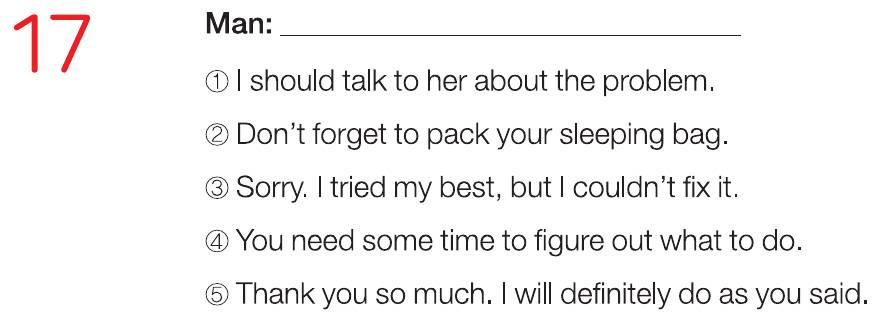 17
Man: ______________________________
① I should talk to her about the problem.
② Don't forget to pack your sleeping bag.
③ Sorry. I tried my best, but I couldn't fix it.
④ You need some time to figure out what to do.
⑤ Thank you so much. I will definitely do as you said.